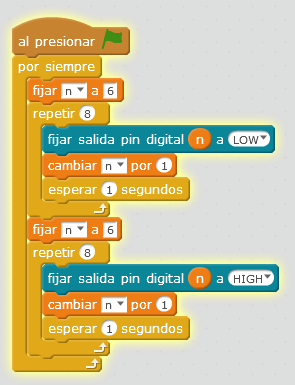 al presionar
por siempre
fijar n a 6
repetir 8
fijar salida pin digital n a LOW
cambiar n por 1
esperar 1 segundos
fijar n a 6
repetir 8
fijar salida pin digital n a HIGH
cambiar n por 1
esperar 1 segundos